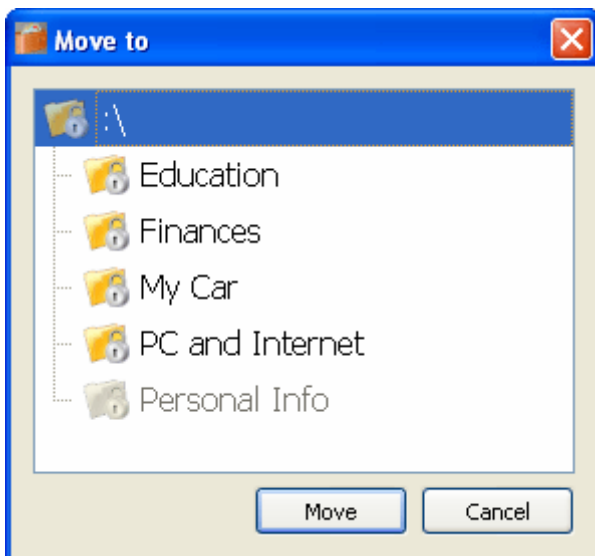 Move to
:\
Education
Finances
My Car
PC and Internet
Personal Info
Move
Cancel